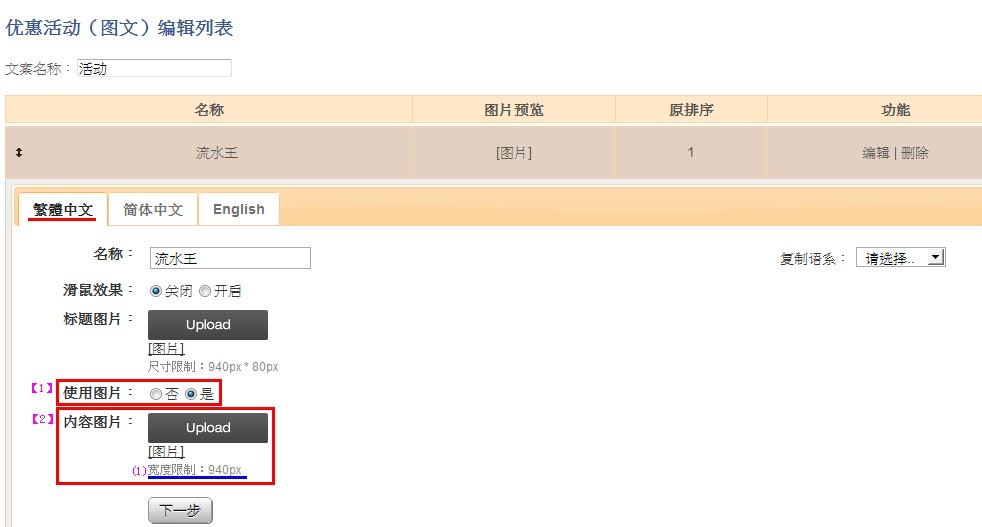 优惠活动（图文）编辑列表
文案名称：活动
名称 图片预览 原排序 功能
流水王 [图片] 1 编辑 | 删除
繁體中文 简体中文 English
名称： 流水王 复制语系： 请选择..
滑鼠效果： 关闭 开启
标题图片： Upload
[图片]
尺寸限制：940px * 80px
【1】 使用图片： 否 是
【2】 内容图片： Upload
[图片]
(1) 宽度限制：940px
下一步